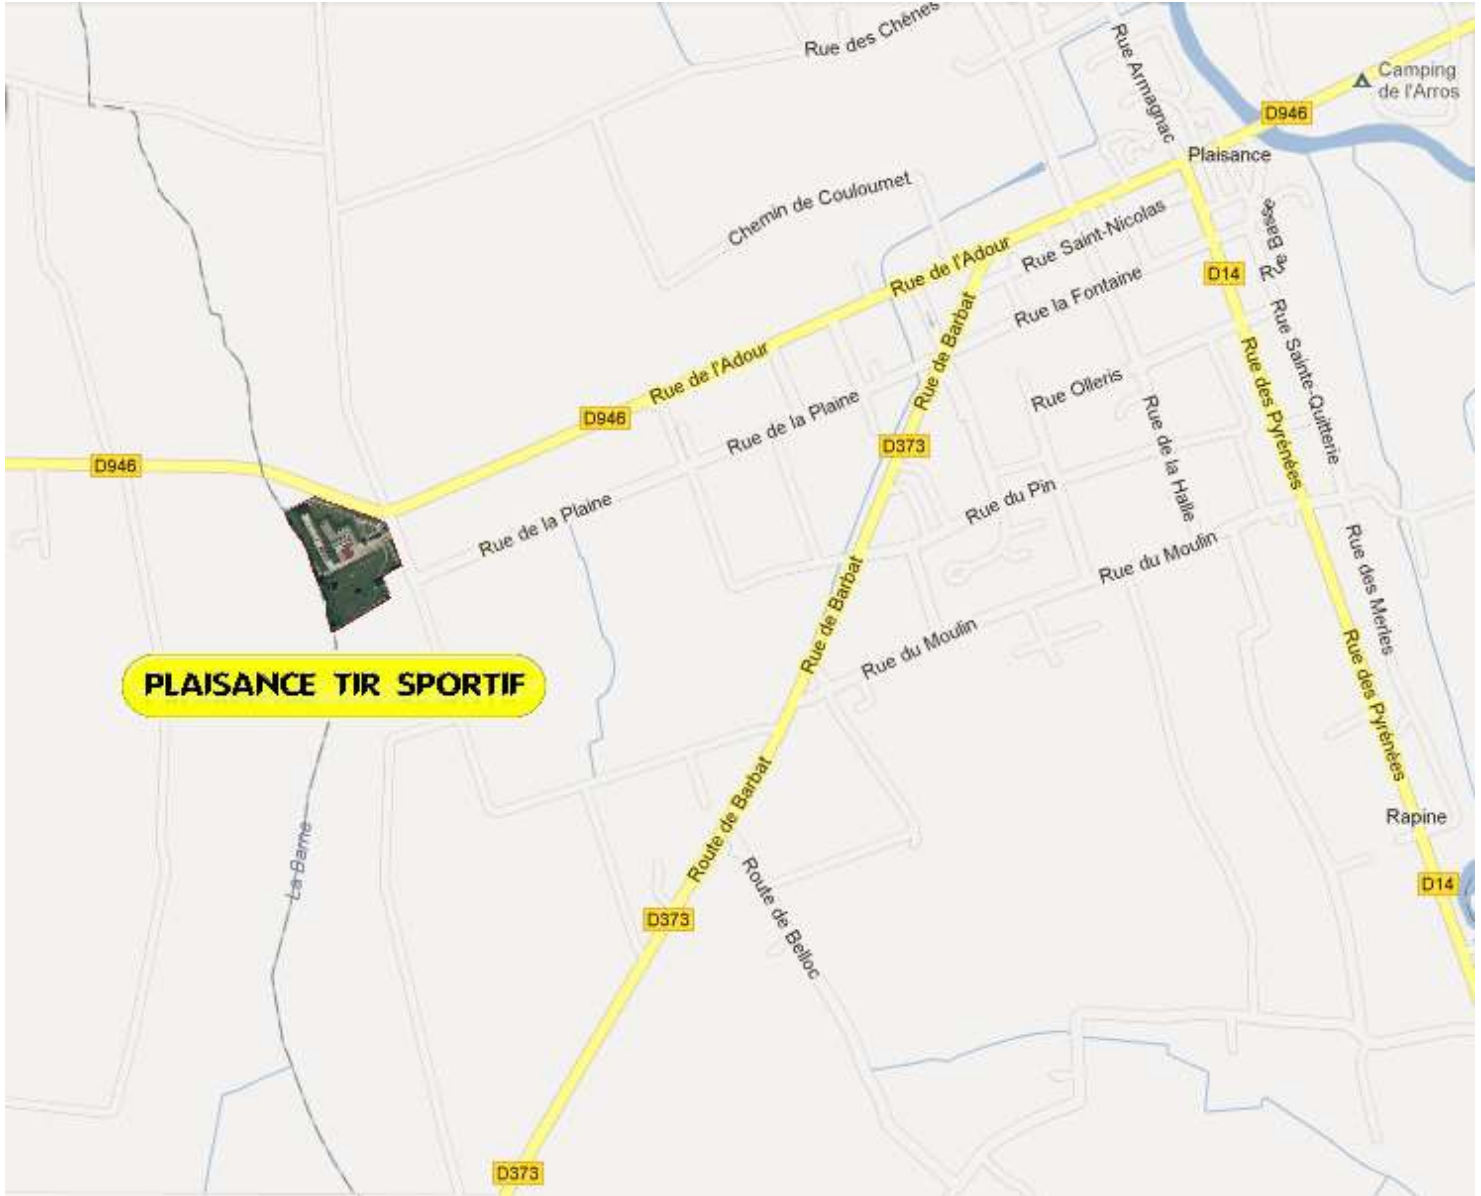 Rue des Chênes
Rue Armagnac
Camping
de l'Arros
D946
Plaisance
Chemin de Couloumet
Rue Saint-Nicolas
Rue de l'Adour
D14
Rue la Fontaine
Rue de Barbat
Rue Sainte-Quitterie
Rue de l'Adour
Rue des Pyrénées
Rue Olleris
Rue de la Plaine
D946
Rue de la Halle
D373
D946
Rue du Pin
Rue de la Plaine
Rue du Moulin
Rue des Merles
Rue de Barbat
Rue du Moulin
Rue des Pyrénées
PLAISANCE TIR SPORTIF
Route de Barbat
Rapine
La Barne
D14
Route de Belloc
D373
D373